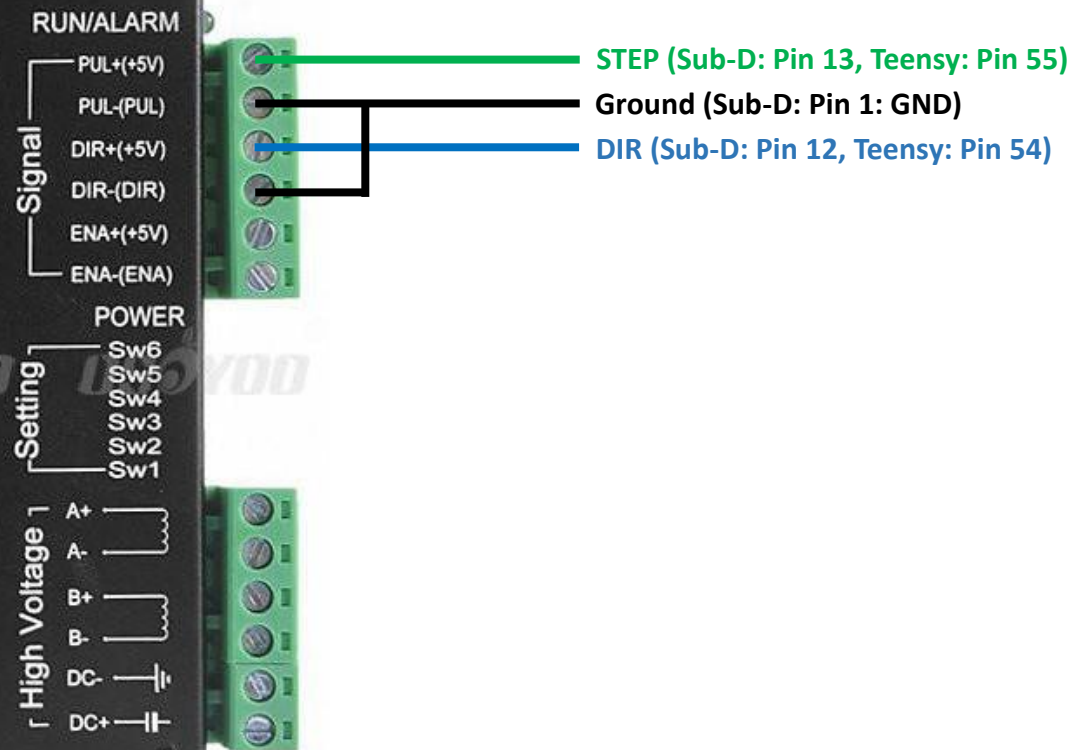 RUN/ALARM
PUL+(+5V)
STEP (Sub-D: Pin 13, Teensy: Pin 55)
PUL-(PUL)
Ground (Sub-D: Pin 1: GND)
DIR+(+5V)
DIR (Sub-D: Pin 12, Teensy: Pin 54)
DIR-(DIR)
ENA+(+5V)
ENA-(ENA)
Signal
POWER
Sw6
Sw5
Sw4
Sw3
Sw2
Sw1
Setting
A+
A-
B+
B-
DC-
DC+
High Voltage